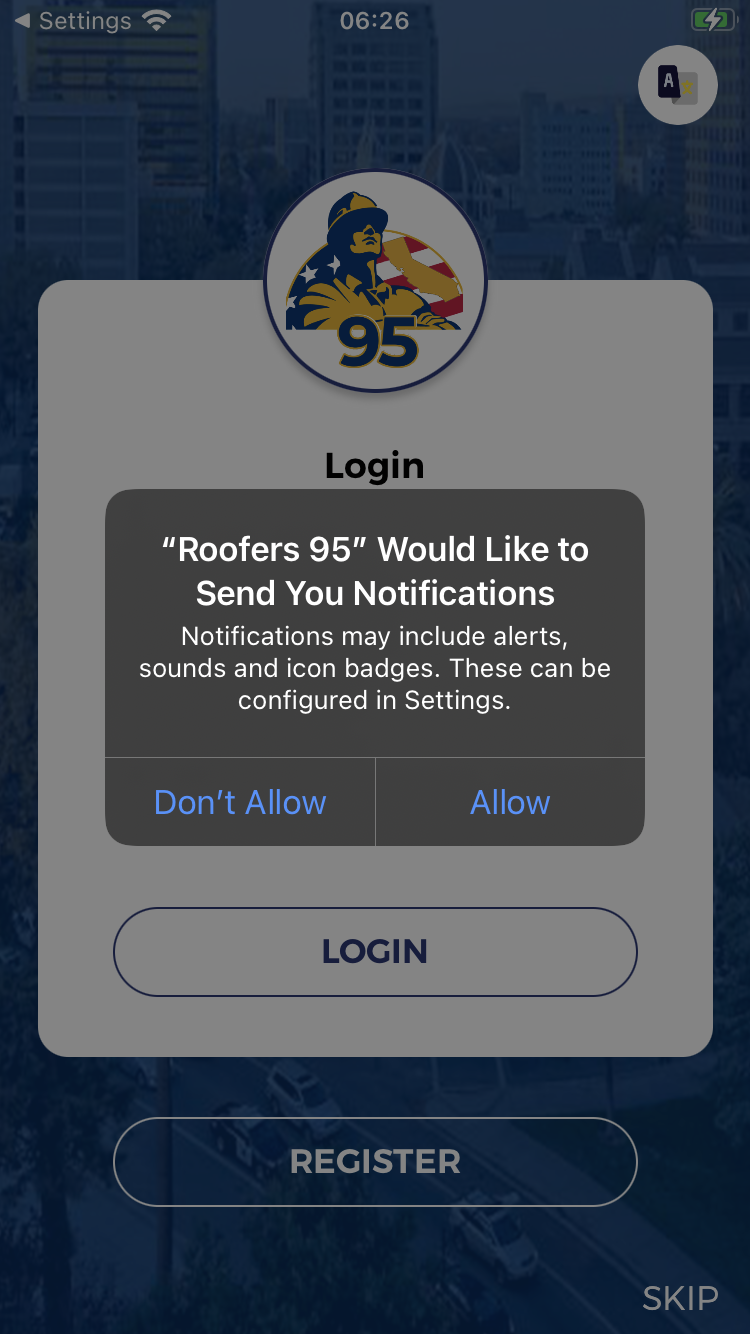 Settings
06:26
A
95
Login
“Roofers 95” Would Like to
Send You Notifications
Notifications may include alerts,
sounds and icon badges. These can be
configured in Settings.
Don’t Allow
Allow
LOGIN
REGISTER
SKIP